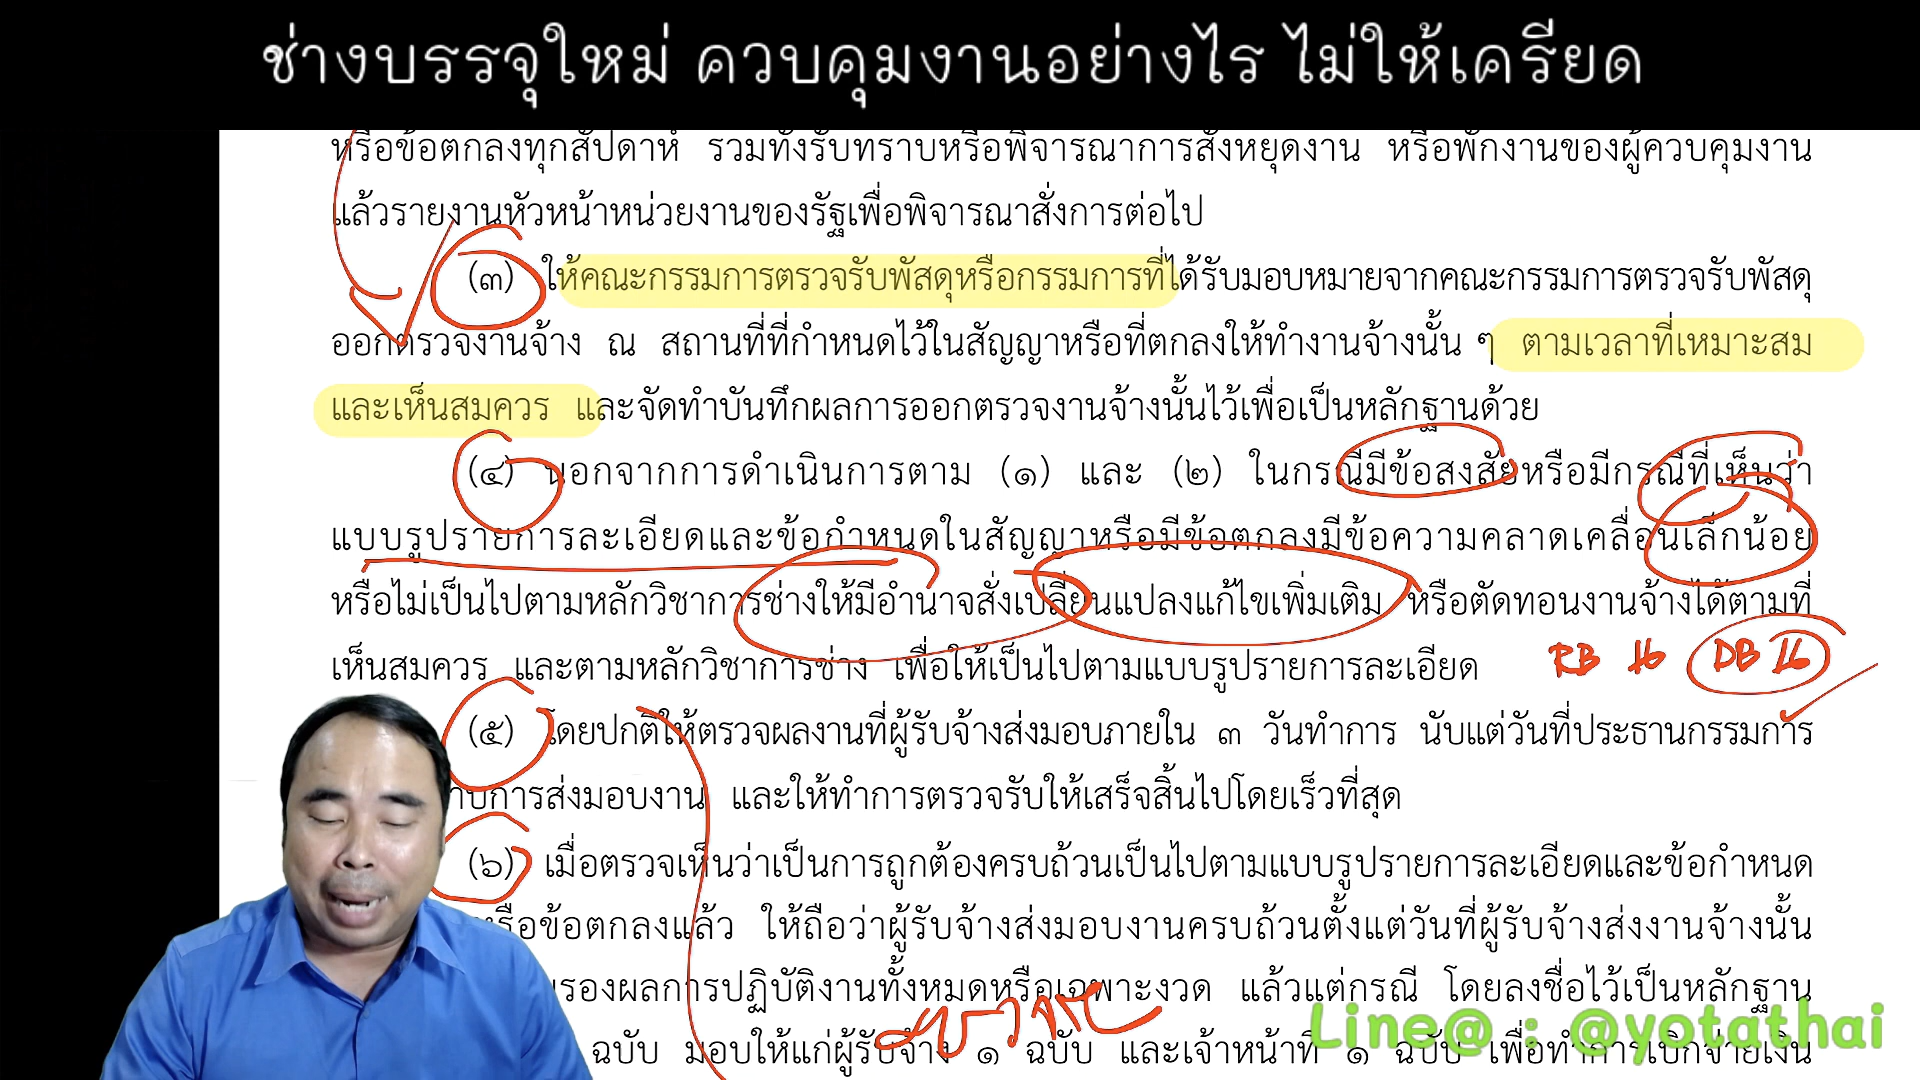 ช่างบรรจุใหม่ ควบคุมงานอย่างไร ไม่ให้เครียด
หรือข้อตกลงทุกสัปดาห์ รวมทั้งรับทราบหรือพิจารณาการสั่งหยุดงาน หรือพักงานของผู้ควบคุมงาน
แล้วรายงานหัวหน้าหน่วยงานของรัฐเพื่อพิจารณาสั่งการต่อไป
(๓) ให้คณะกรรมการตรวจรับพัสดุหรือกรรมการที่ได้รับมอบหมายจากคณะกรรมการตรวจรับพัสดุ
ออกตรวจงานจ้าง ณ สถานที่ที่กำหนดไว้ในสัญญาหรือที่ตกลงให้ทำงานจ้างนั้น ๆ ตามเวลาที่เหมาะสม
และเห็นสมควร และจัดทำบันทึกผลการออกตรวจงานจ้างนั้นไว้เพื่อเป็นหลักฐานด้วย
(๔) นอกจากการดำเนินการตาม (๑) และ (๒) ในกรณีมีข้อสงสัยหรือมีกรณีที่เห็นว่า
แบบรูปรายการละเอียดและข้อกำหนดในสัญญาหรือมีข้อตกลงมีข้อความคลาดเคลื่อนเล็กน้อย
หรือไม่เป็นไปตามหลักวิชาการช่างให้มีอำนาจสั่งเปลี่ยนแปลงแก้ไขเพิ่มเติม หรือตัดทอนงานจ้างได้ตามที่
เห็นสมควร และตามหลักวิชาการช่าง เพื่อให้เป็นไปตามแบบรูปรายการละเอียด
RB 16 DB 16
(๕) โดยปกติให้ตรวจผลงานที่ผู้รับจ้างส่งมอบภายใน ๓ วันทำการ นับแต่วันที่ประธานกรรมการ
การส่งมอบงาน และให้ทำการตรวจรับให้เสร็จสิ้นไปโดยเร็วที่สุด
(๖) เมื่อตรวจเห็นว่าเป็นการถูกต้องครบถ้วนเป็นไปตามแบบรูปรายการละเอียดและข้อกำหนด
หรือข้อตกลงแล้ว ให้ถือว่าผู้รับจ้างส่งมอบงานครบถ้วนตั้งแต่วันที่ผู้รับจ้างส่งงานจ้างนั้น
รองผลการปฏิบัติงานทั้งหมดหรือเฉพาะงวด แล้วแต่กรณี โดยลงชื่อไว้เป็นหลักฐาน
ฉบับ มอบให้แก่ผู้รับจ้าง ๑ ฉบับ และเจ้าหน้าที่ ๑ ฉบับ เพื่อทำการเบิกจ่ายเงิน
Line@ : @yotathai